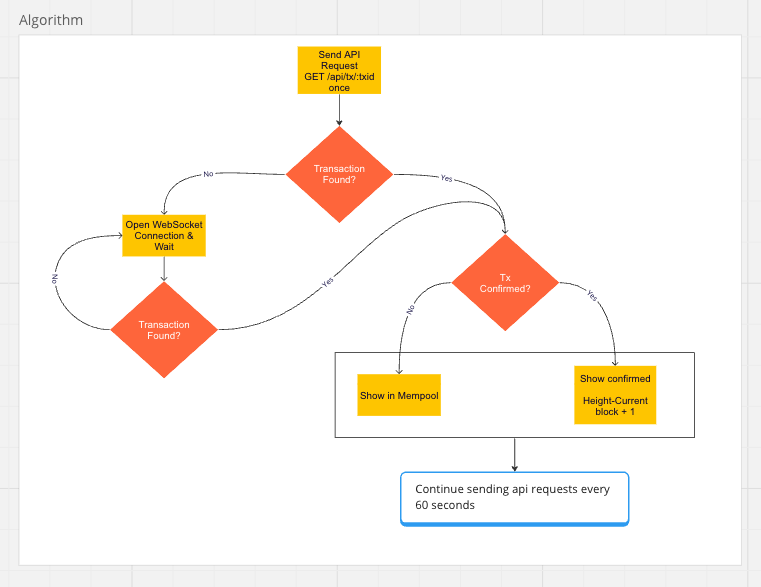 Algorithm
Send API
Request
GET /api/tx/:txid
once
Transaction
Found?
No
Yes
Open WebSocket
Connection &
Wait
No
Transaction
Found?
Yes
Tx
Confirmed?
No
Yes
Show in Mempool
Show confirmed
Height-Current
block + 1
Continue sending api requests every
60 seconds